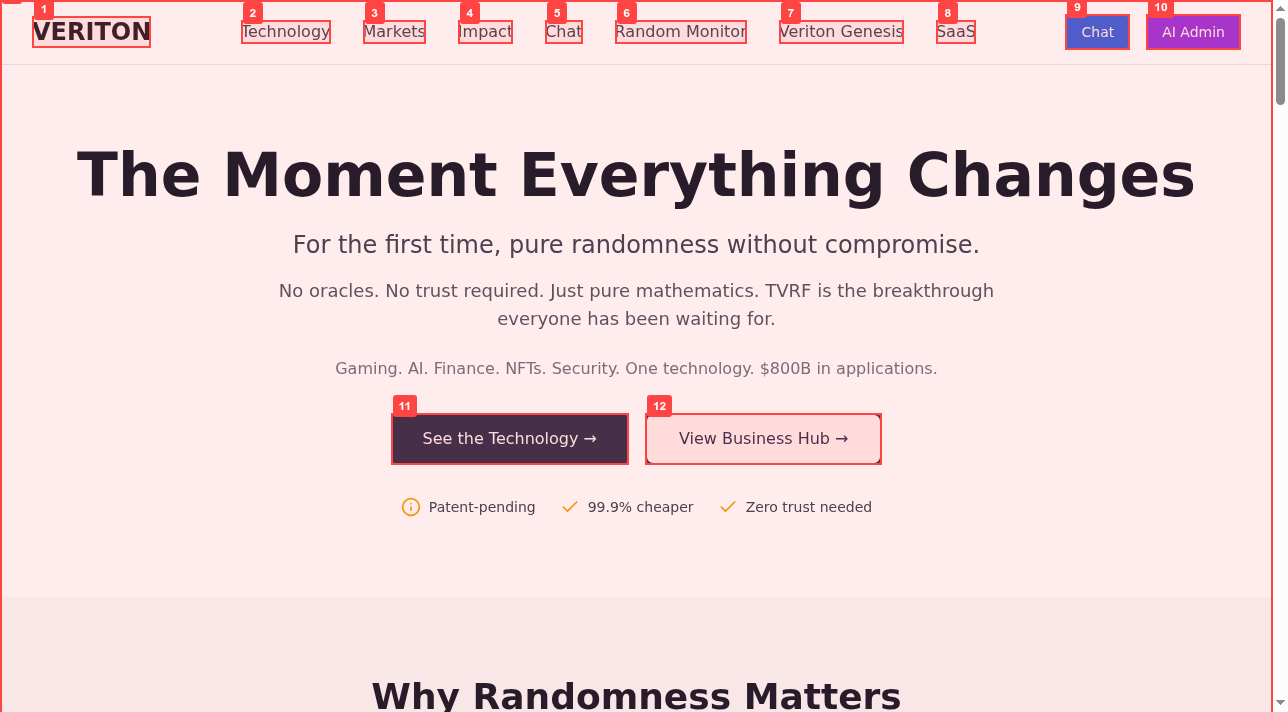 1
2
3
4
5
6
7
8
9
10
VERITON
Technology
Markets
Impact
Chat
Random Monitor
Veriton Genesis
SaaS
Chat
AI Admin
The Moment Everything Changes
For the first time, pure randomness without compromise.
No oracles. No trust required. Just pure mathematics. TVRF is the breakthrough
everyone has been waiting for.
Gaming. AI. Finance. NFTs. Security. One technology. $800B in applications.
11
12
See the Technology →
View Business Hub →
Patent-pending
99.9% cheaper
Zero trust needed
Why Randomness Matters